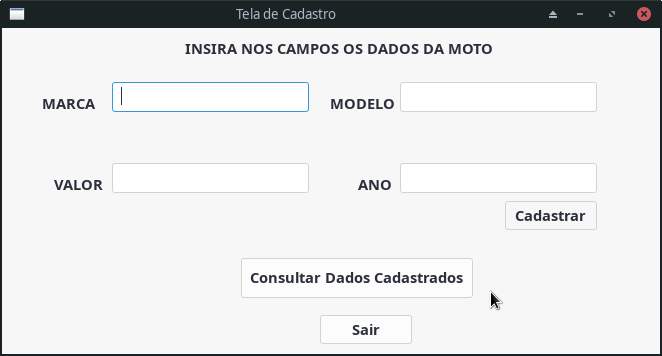 Tela de Cadastro
INSIRA NOS CAMPOS OS DADOS DA MOTO
MARCA MODELO
VALOR ANO
Cadastrar
Consultar Dados Cadastrados
Sair